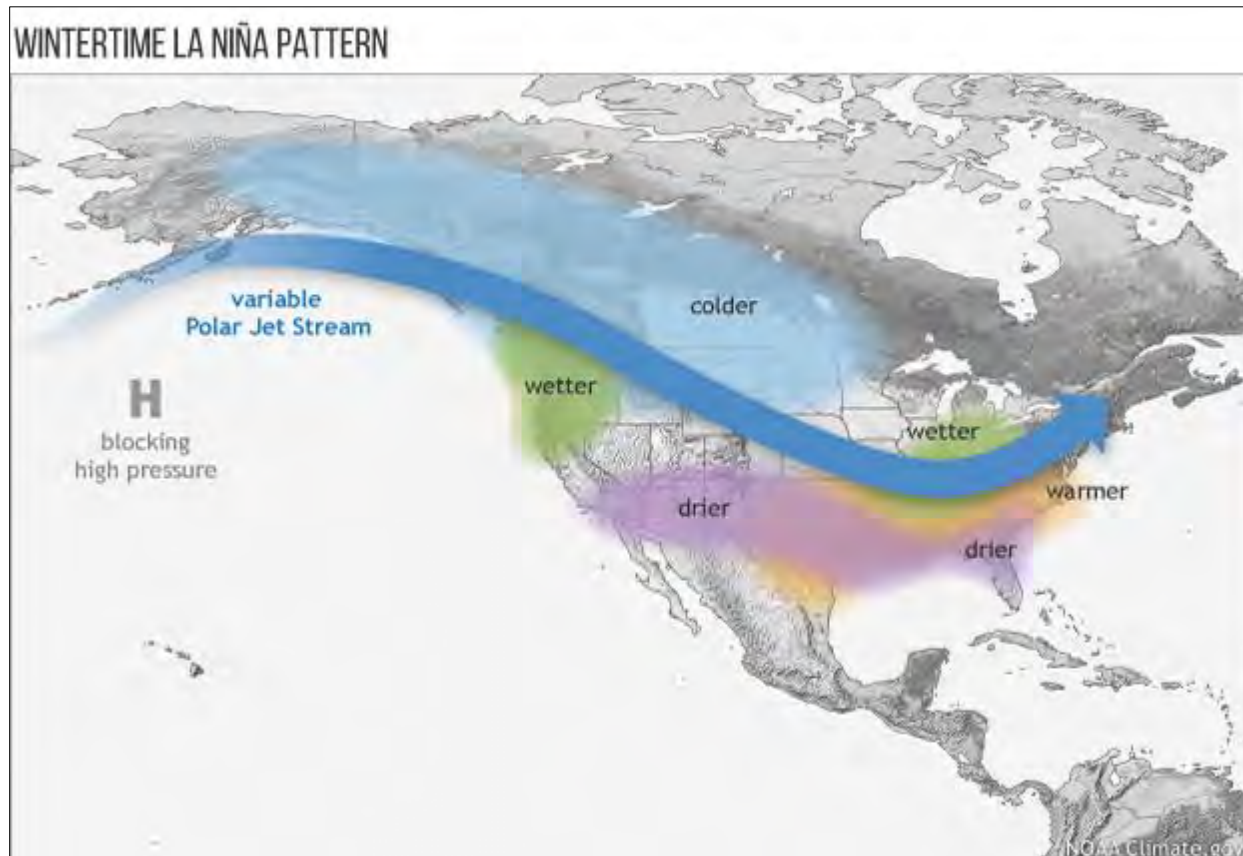 WINTERTIME LA NIÑA PATTERN
variable
Polar Jet Stream
colder
H
blocking
high pressure
wetter
wetter
warmer
drier
drier
NOAA Climate.gov